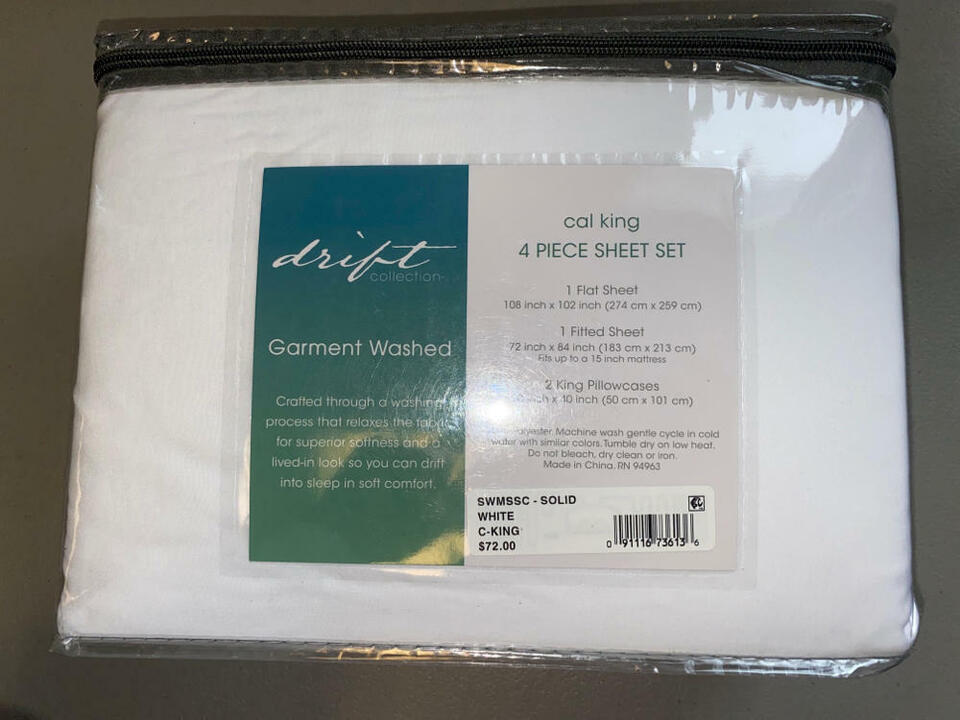 drift
collection
Garment Washed
Crafted through a washing
process that relaxes the fabric
for superior softness and a
lived-in look so you can drift
into sleep in soft comfort.
cal king
4 PIECE SHEET SET
1 Flat Sheet
108 inch x 102 inch (274 cm x 259 cm)
1 Fitted Sheet
72 inch x 84 inch (183 cm x 213 cm)
Fits up to a 15 inch mattress
2 King Pillowcases
x 40 inch (50 cm x 101 cm)
Machine wash gentle cycle in cold
water with similar colors. Tumble dry on low heat.
Do not bleach, dry clean or iron.
Made in China. RN 94963
SWMSSC - SOLID
WHITE
C-KING
$72.00
0 91116 73613 6